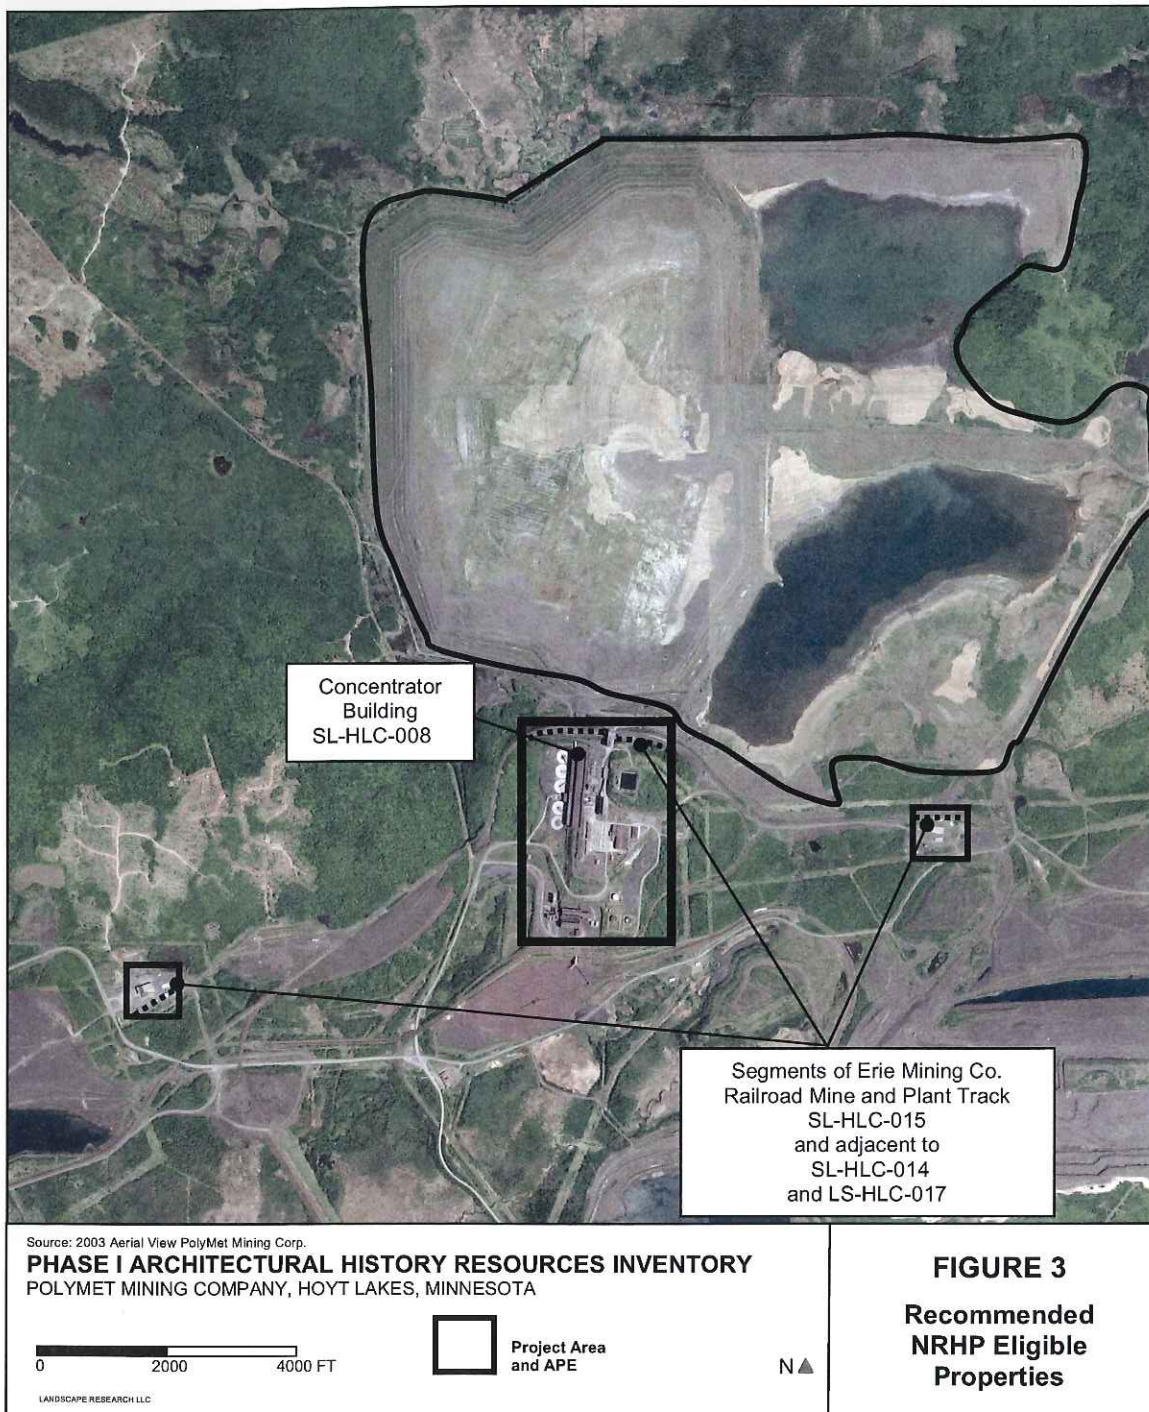 Concentrator
Building
SL-HLC-008
Segments of Erie Mining Co.
Railroad Mine and Plant Track
SL-HLC-015
and adjacent to
SL-HLC-014
and LS-HLC-017
Source: 2003 Aerial View PolyMet Mining Corp.
PHASE I ARCHITECTURAL HISTORY RESOURCES INVENTORY
POLYMET MINING COMPANY, HOYT LAKES, MINNESOTA
0 2000 4000 FT
Project Area
and APE
N
LANDSCAPE RESEARCH LLC
FIGURE 3
Recommended
NRHP Eligible
Properties